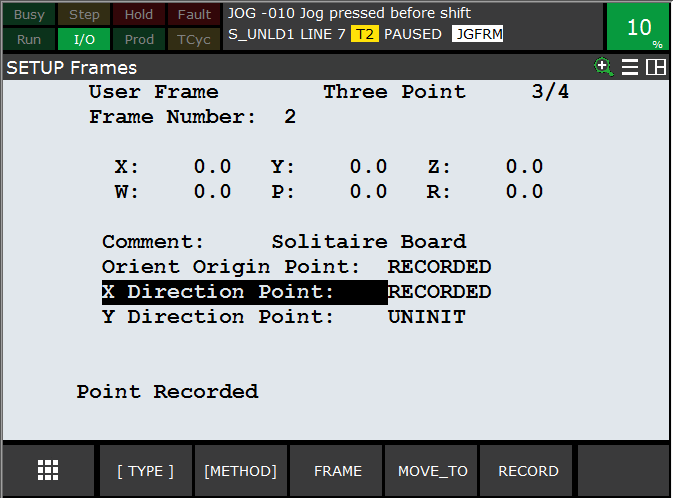 Busy Step Hold Fault JOG -010 Jog pressed before shift
Run I/O Prod TCyc S_UNLD1 LINE 7 T2 PAUSED JGFRM 10 %
SETUP Frames
User Frame Three Point 3/4
Frame Number: 2
X: 0.0 Y: 0.0 Z: 0.0
W: 0.0 P: 0.0 R: 0.0
Comment: Solitaire Board
Orient Origin Point: RECORDED
X Direction Point: RECORDED
Y Direction Point: UNINIT
Point Recorded
[ TYPE ] [METHOD] FRAME MOVE_TO RECORD